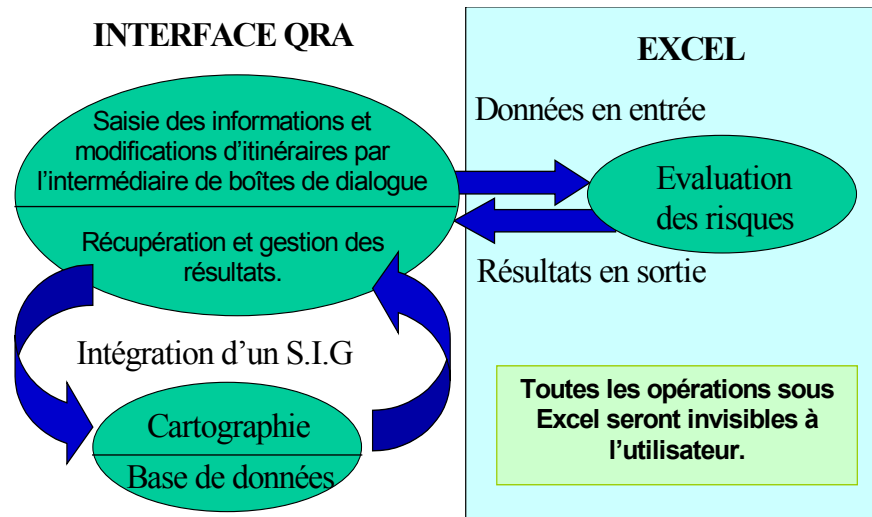 INTERFACE QRA
Saisie des informations et
modifications d'itinéraires par
l'intermédiaire de boîtes de dialogue
Récupération et gestion des
résultats.
Intégration d'un S.I.G
Cartographie
Base de données
EXCEL
Données en entrée
Evaluation
des risques
Résultats en sortie
Toutes les opérations sous
Excel seront invisibles à
l'utilisateur.